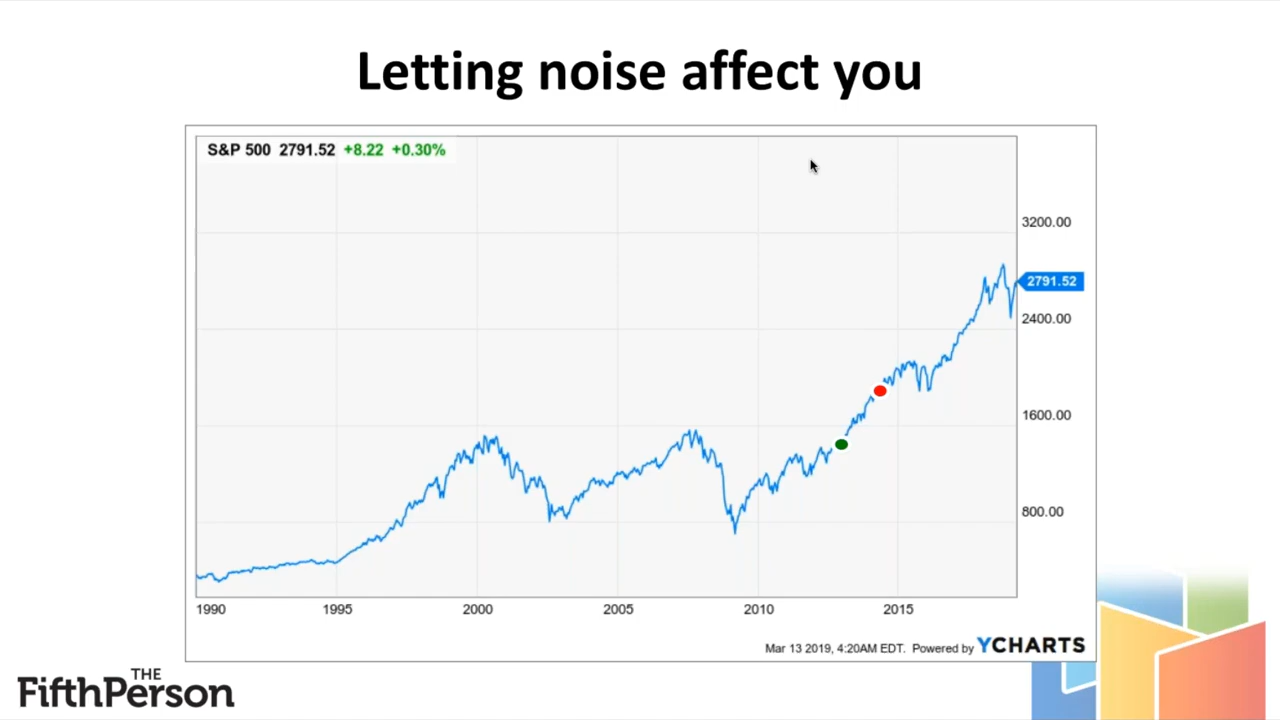 Letting noise affect you
S&P 500 2791.52 +8.22 +0.30%
3200.00
2791.52
2400.00
1600.00
800.00
1990 1995 2000 2005 2010 2015
Mar 13 2019, 4:20AM EDT. Powered by YCHARTS
THE
FifthPerson